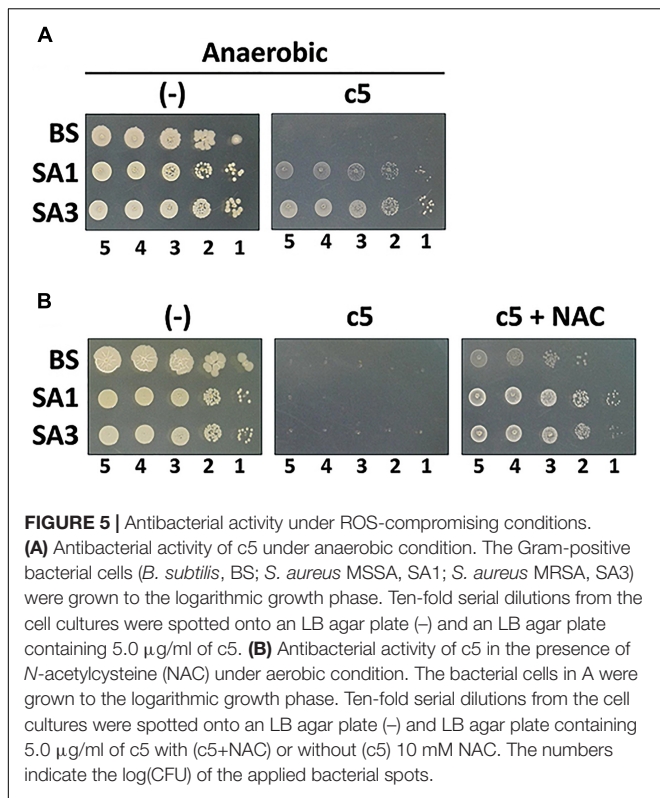 A
Anaerobic
(-) c5
BS
SA1
SA3
5 4 3 2 1 5 4 3 2 1
B
(-) c5 c5 + NAC
BS
SA1
SA3
5 4 3 2 1 5 4 3 2 1 5 4 3 2 1
FIGURE 5 | Antibacterial activity under ROS-compromising conditions.
(A) Antibacterial activity of c5 under anaerobic condition. The Gram-positive
bacterial cells (B. subtilis, BS; S. aureus MSSA, SA1; S. aureus MRSA, SA3)
were grown to the logarithmic growth phase. Ten-fold serial dilutions from the
cell cultures were spotted onto an LB agar plate (–) and an LB agar plate
containing 5.0 μg/ml of c5. (B) Antibacterial activity of c5 in the presence of
N-acetylcysteine (NAC) under aerobic condition. The bacterial cells in A were
grown to the logarithmic growth phase. Ten-fold serial dilutions from the cell
cultures were spotted onto an LB agar plate (–) and LB agar plate containing
5.0 μg/ml of c5 with (c5+NAC) or without (c5) 10 mM NAC. The numbers
indicate the log(CFU) of the applied bacterial spots.